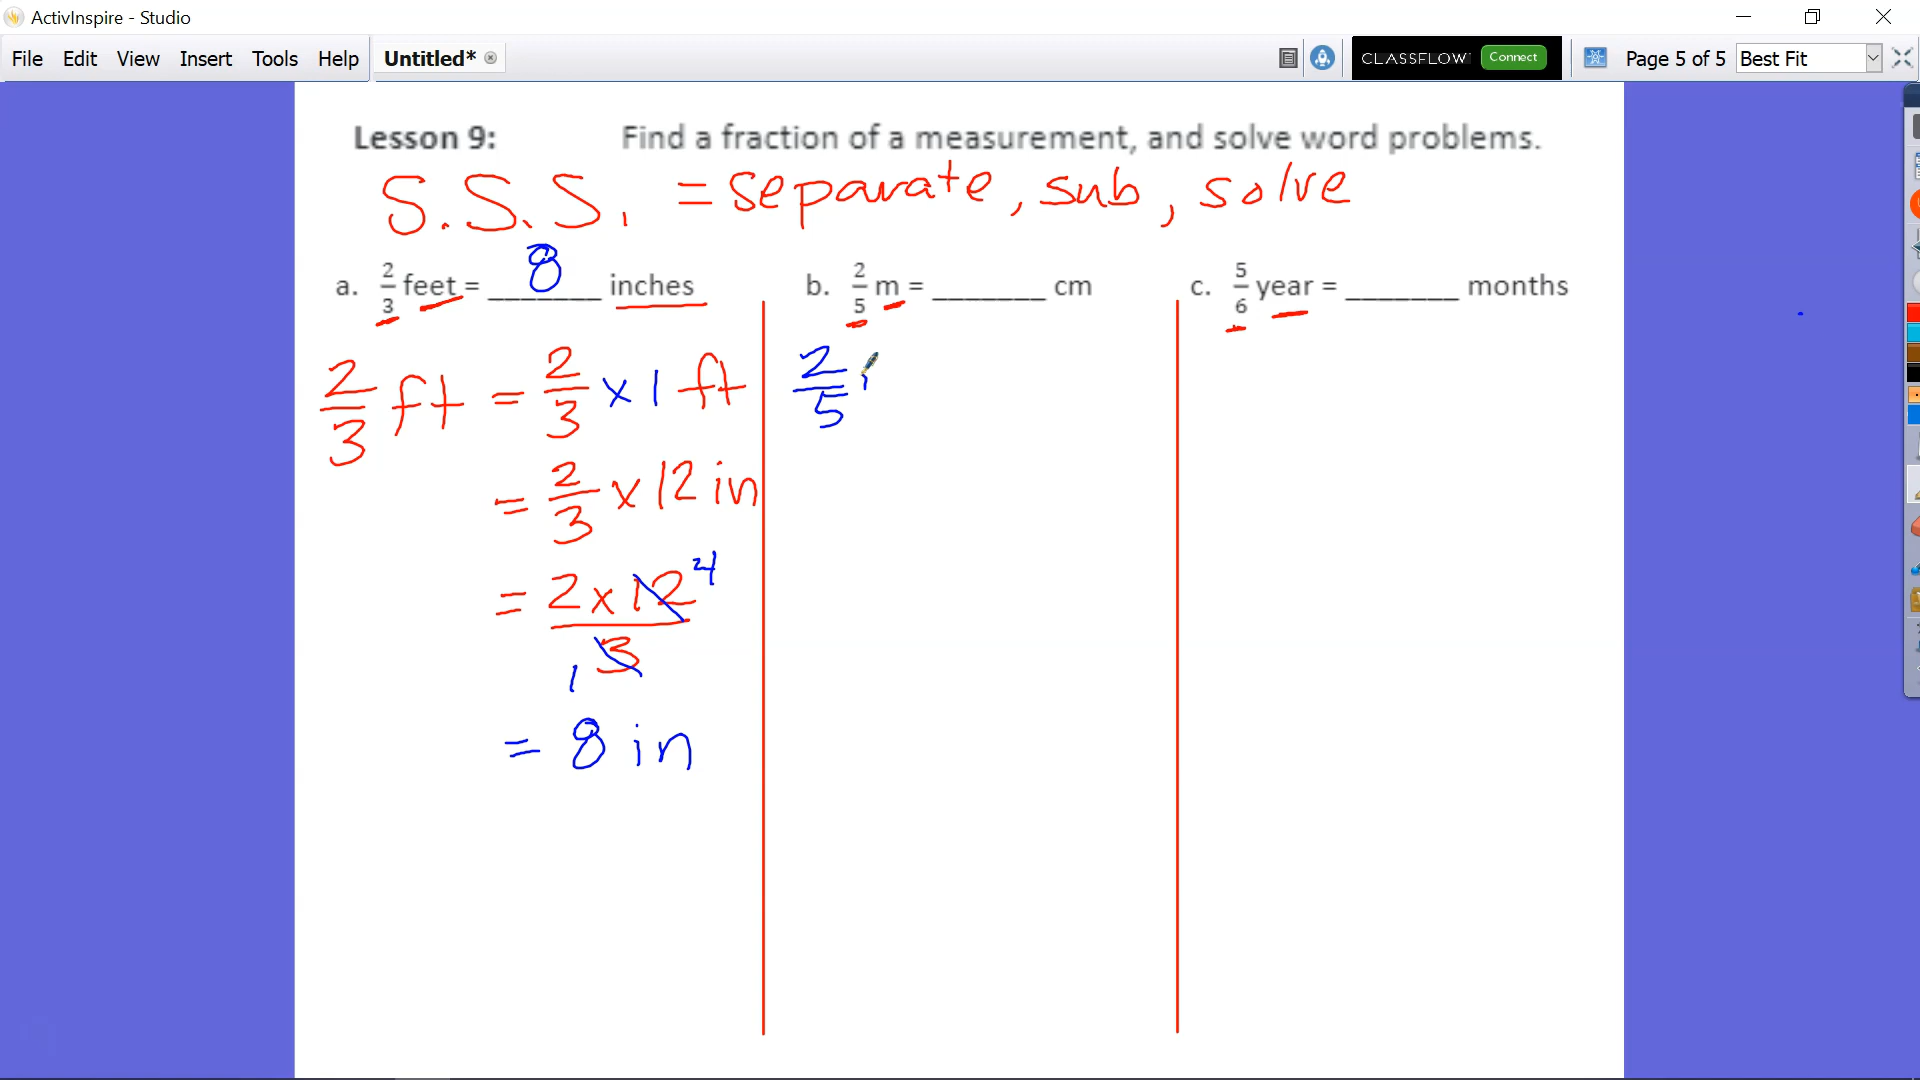 ActivInspire - Studio
File Edit View Insert Tools Help Untitled* CLASSFLOW Connect Page 5 of 5 Best Fit
Lesson 9: Find a fraction of a measurement, and solve word problems.
S.S.S. = separate, sub, solve
a. 2/3 feet = 8 inches
b. 2/5 m = _______ cm
c. 5/6 year = _______ months
2/3 ft = 2/3 x 1 ft
= 2/3 x 12 in
= 2 x 12 4
3 1
= 8 in
2/5